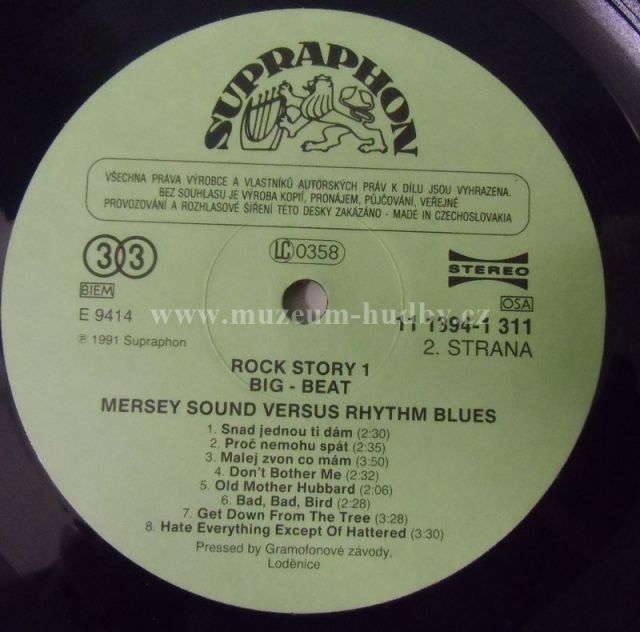 SUPRAPHON
VŠECHNA PRÁVA VÝROBCE A VLASTNÍKŮ AUTORSKÝCH PRÁV K DÍLU JSOU VYHRAZENA.
BEZ SOUHLASU JE VÝROBA KOPIÍ, PRONÁJEM, PŮJČOVÁNÍ, VEŘEJNÉ
PROVOZOVÁNÍ A ROZHLASOVÉ ŠÍŘENÍ TÉTO DESKY ZAKÁZÁNO - MADE IN CZECHOSLOVAKIA
33 LC 0358 STEREO
BIEM OSA
E 9414 www.muzeum-hudby.cz 11 1394-1 311
℗ 1991 Supraphon 2. STRANA
ROCK STORY 1
BIG - BEAT
MERSEY SOUND VERSUS RHYTHM BLUES
1. Snad jednou ti dám (2:30)
2. Proč nemohu spát (2:35)
3. Malej zvon co mám (3:50)
4. Don't Bother Me (2:32)
5. Old Mother Hubbard (2:06)
6. Bad, Bad, Bird (2:28)
7. Get Down From The Tree (3:28)
8. Hate Everything Except Of Hattered (3:30)
Pressed by Gramofonové závody,
Loděnice